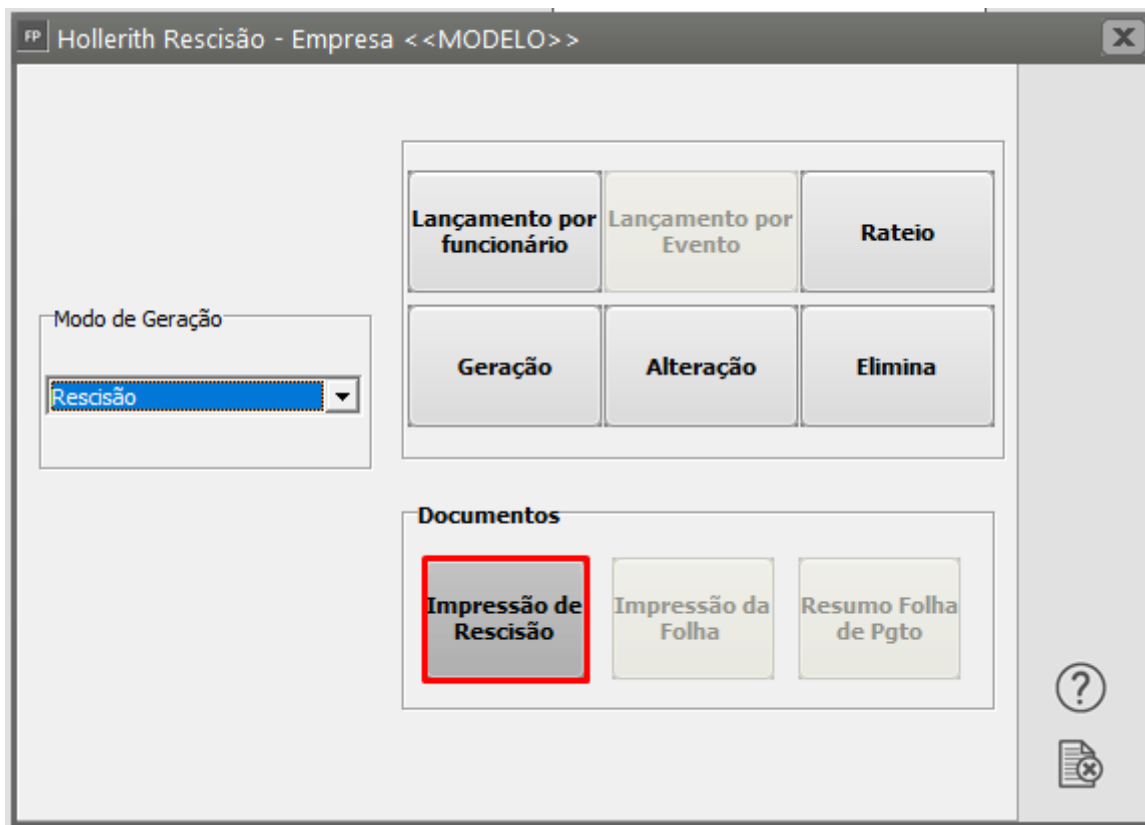 FP Hollerith Rescisão - Empresa <<MODELO>>
Lançamento por
funcionário
Lançamento por
Evento
Rateio
Modo de Geração
Rescisão
Geração
Alteração
Elimina
Documentos
Impressão de
Rescisão
Impressão da
Folha
Resumo Folha
de Pgto
?